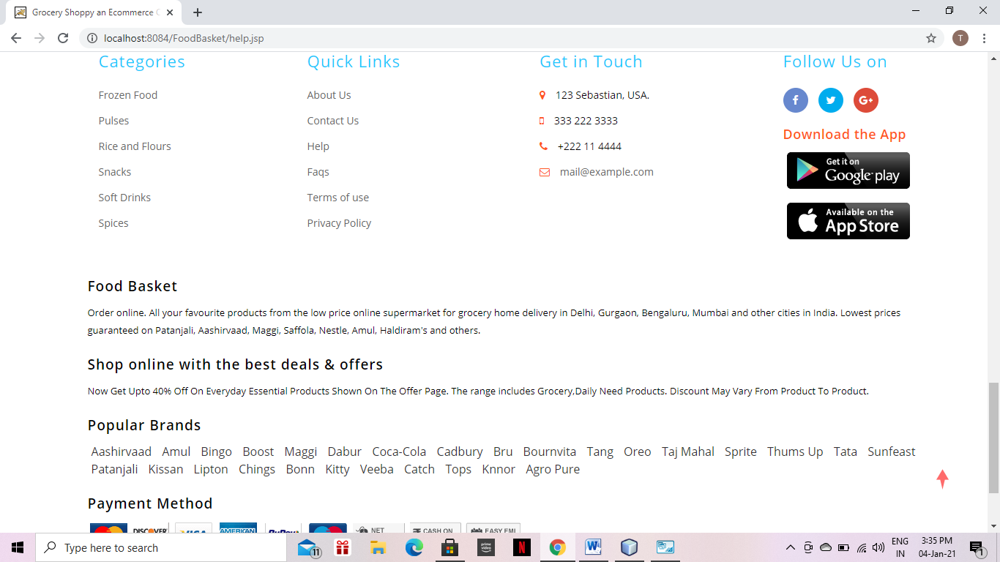 Grocery Shoppy an Ecommerce
localhost:8084/FoodBasket/help.jsp
T
Categories
Frozen Food
Pulses
Rice and Flours
Snacks
Soft Drinks
Spices
Quick Links
About Us
Contact Us
Help
Faqs
Terms of use
Privacy Policy
Get in Touch
123 Sebastian, USA.
333 222 3333
+222 11 4444
mail@example.com
Follow Us on
f
G+
Download the App
Get it on
Google play
Available on the
App Store
Food Basket
Order online. All your favourite products from the low price online supermarket for grocery home delivery in Delhi, Gurgaon, Bengaluru, Mumbai and other cities in India. Lowest prices
guaranteed on Patanjali, Aashirvaad, Maggi, Saffola, Nestle, Amul, Haldiram's and others.
Shop online with the best deals & offers
Now Get Upto 40% Off On Everyday Essential Products Shown On The Offer Page. The range includes Grocery,Daily Need Products. Discount May Vary From Product To Product.
Popular Brands
Aashirvaad Amul Bingo Boost Maggi Dabur Coca-Cola Cadbury Bru Bournvita Tang Oreo Taj Mahal Sprite Thums Up Tata Sunfeast
Patanjali Kissan Lipton Chings Bonn Kitty Veeba Catch Tops Knnor Agro Pure
Payment Method
DISCOVER VISA AMERICAN NET CASH ON EASY EMI
Type here to search
11
prime video
N
W
ENG
IN
3:35 PM
04-Jan-21
1